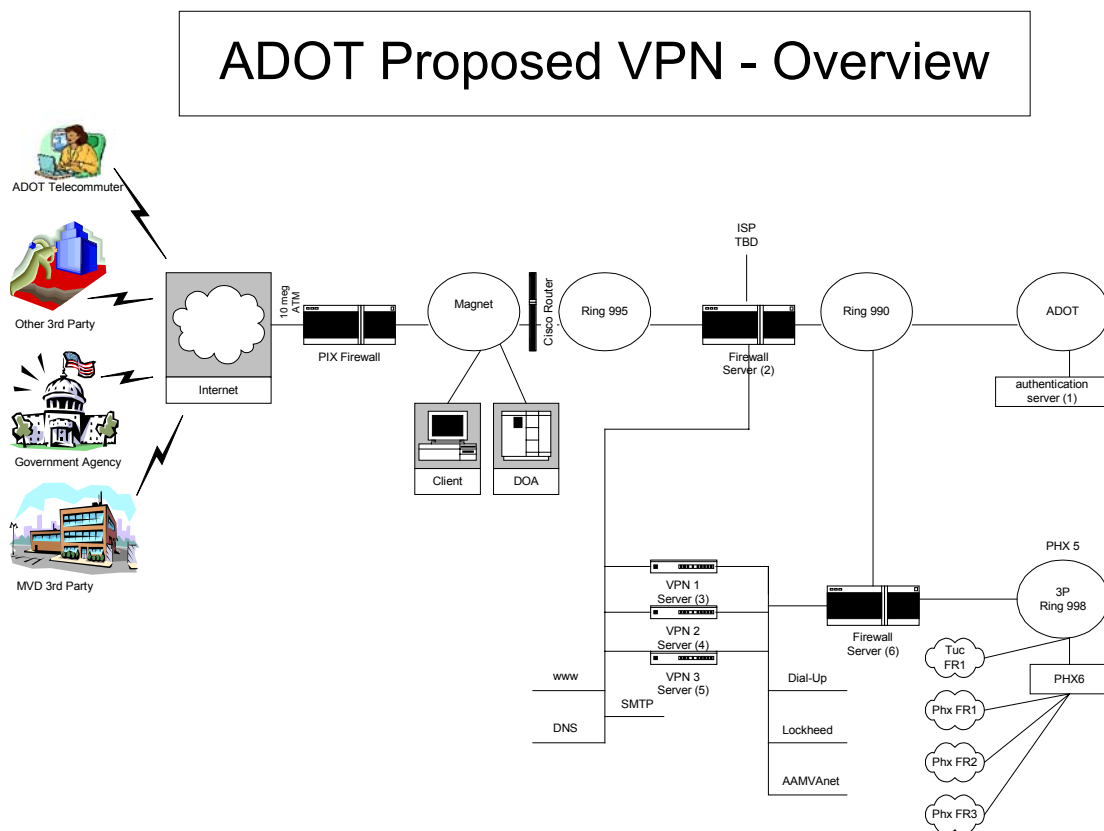 ADOT Proposed VPN - Overview
ADOT Telecommuter
Other 3rd Party
Government Agency
MVD 3rd Party
Internet
10 meg
ATM
PIX Firewall
Magnet
Client
DOA
Cisco Router
Ring 995
ISP
TBD
Firewall
Server (2)
Ring 990
ADOT
authentication
server (1)
VPN 1
Server (3)
VPN 2
Server (4)
VPN 3
Server (5)
www
SMTP
DNS
Dial-Up
Lockheed
AAMVAnet
Firewall
Server (6)
PHX 5
3P
Ring 998
PHX6
Tuc
FR1
Phx FR1
Phx FR2
Phx FR3